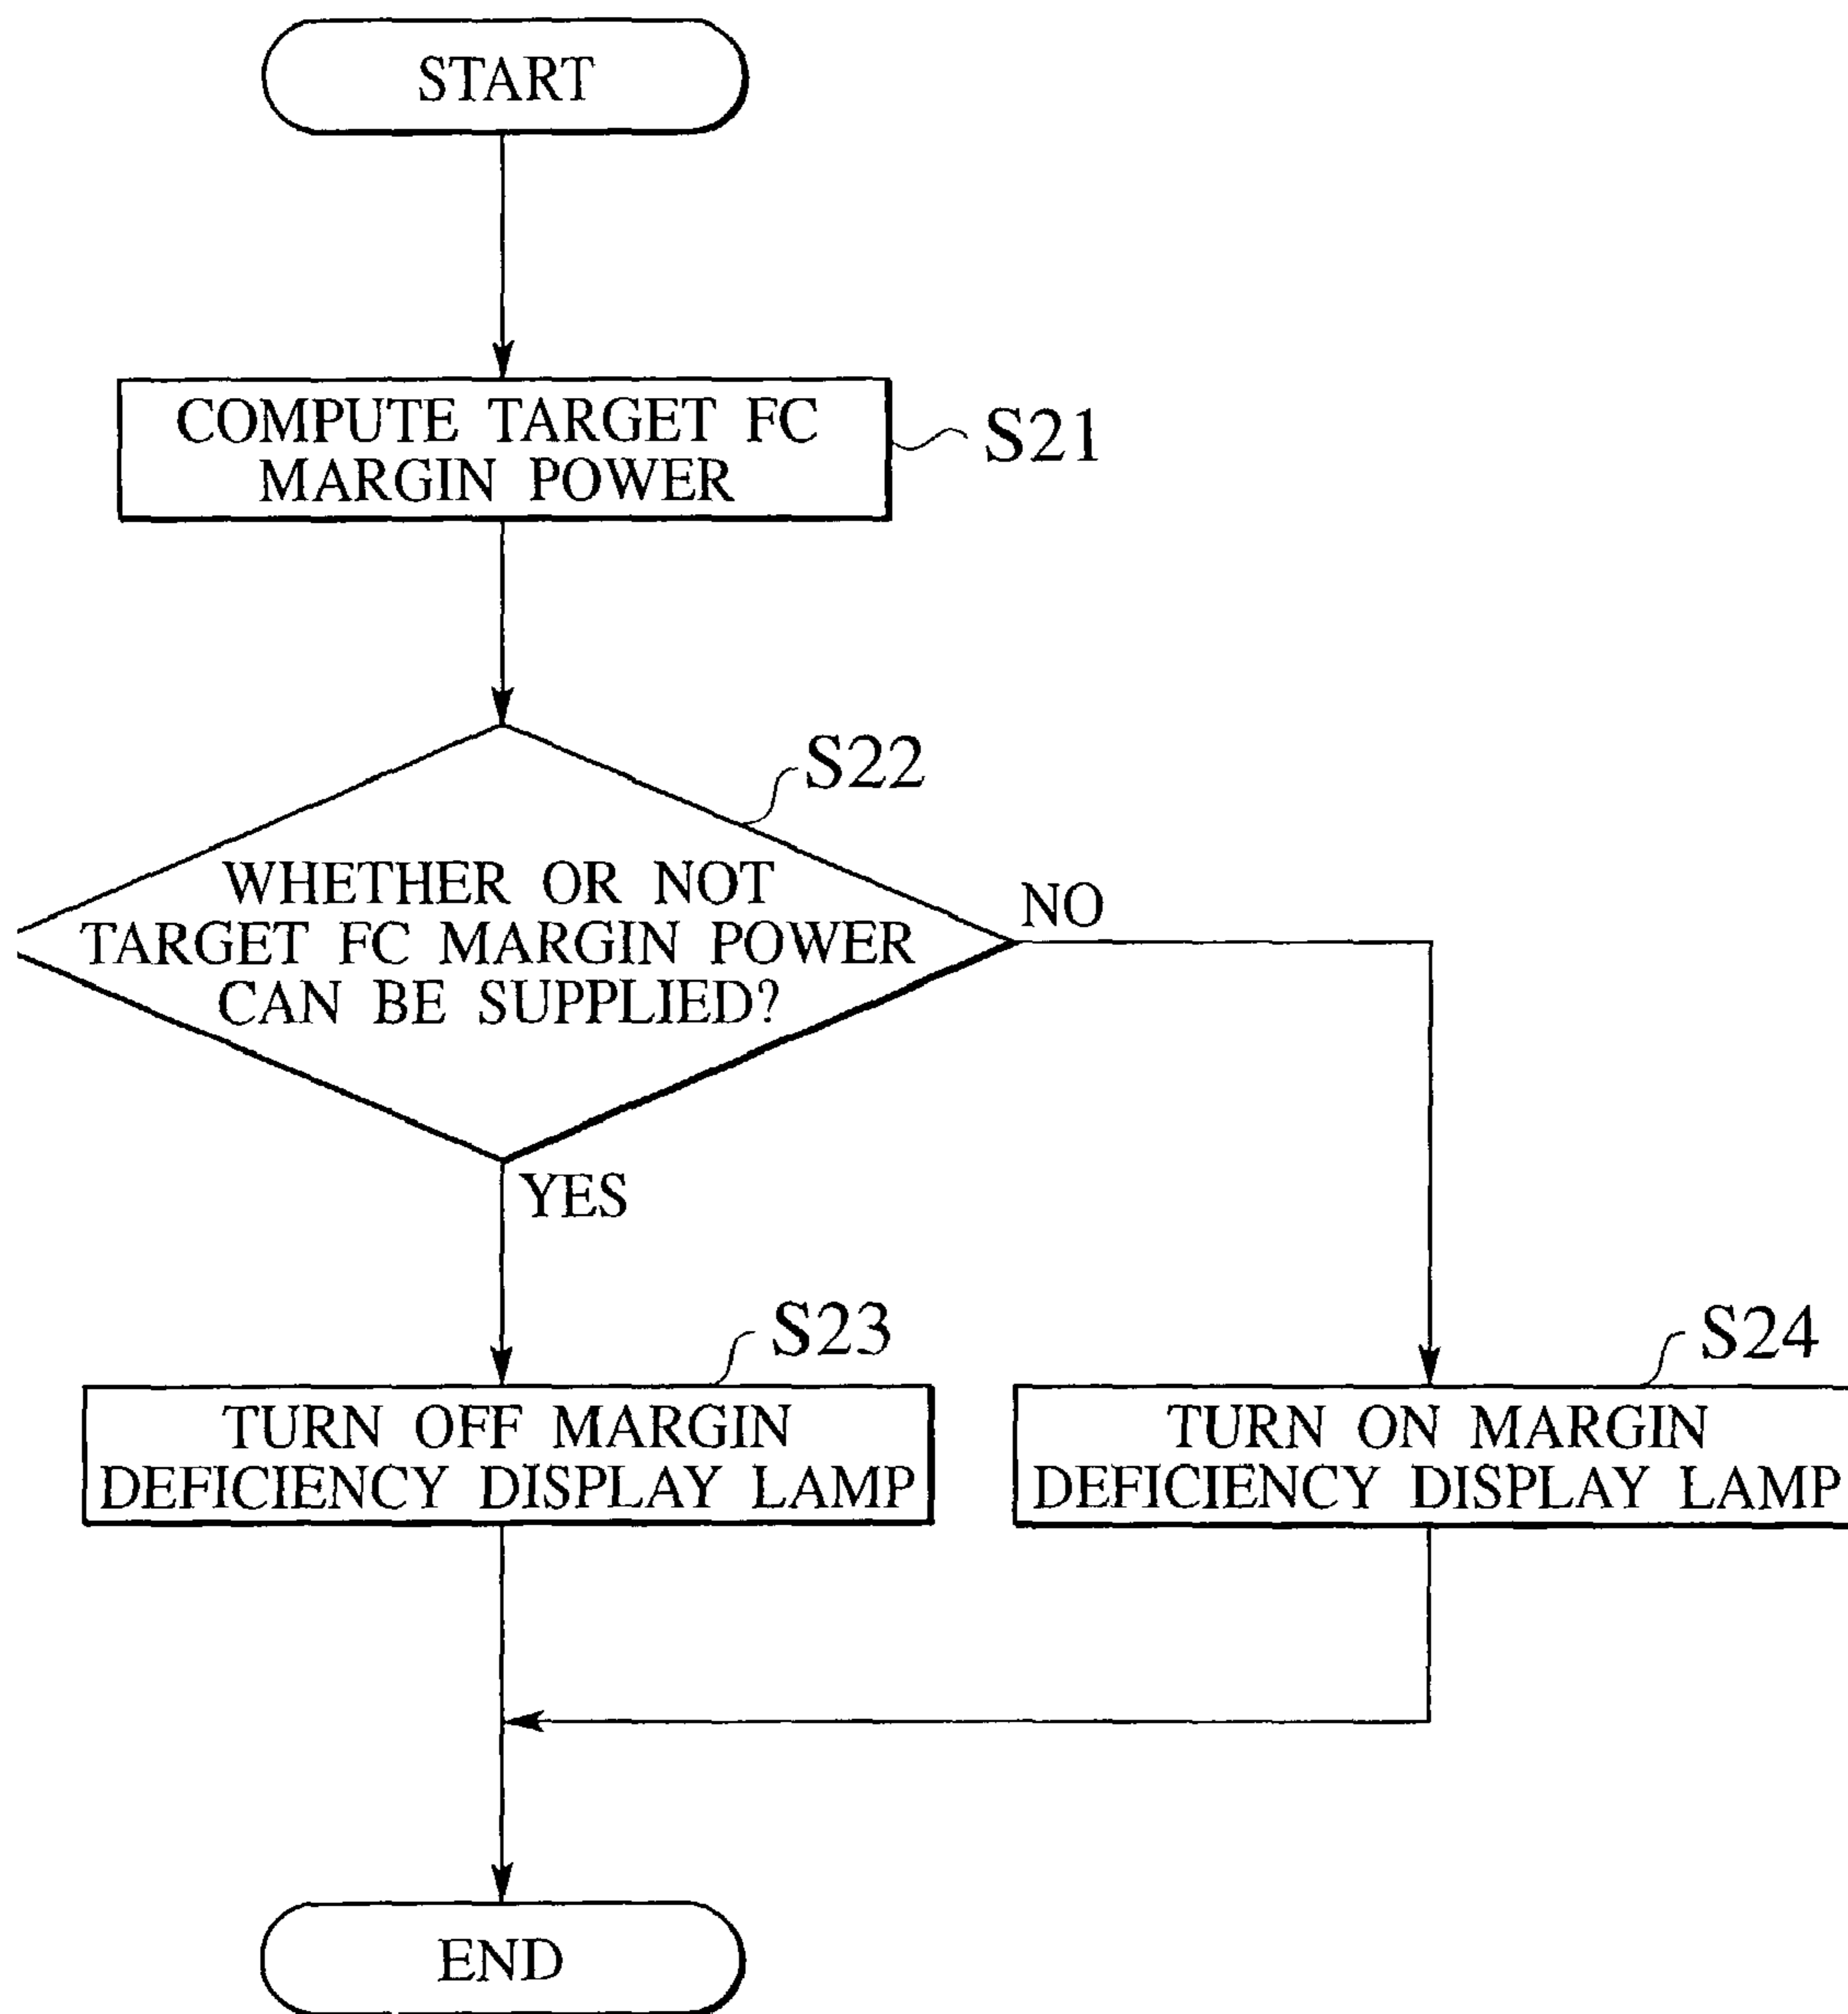 START
COMPUTE TARGET FC
MARGIN POWER
S21
S22
WHETHER OR NOT
TARGET FC MARGIN POWER
CAN BE SUPPLIED?
NO
YES
S23
TURN OFF MARGIN
DEFICIENCY DISPLAY LAMP
S24
TURN ON MARGIN
DEFICIENCY DISPLAY LAMP
END